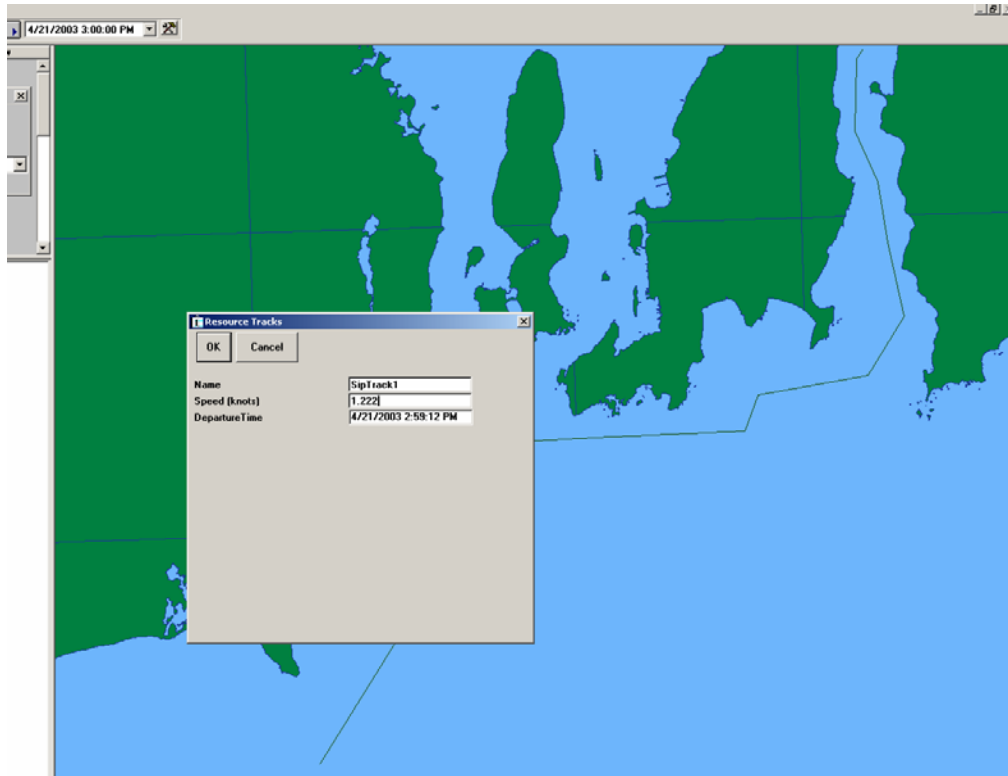 4/21/2003 3:00:00 PM
Resource Tracks
OK Cancel
Name SipTrack1
Speed (knots) 1.222
DepartureTime 4/21/2003 2:59:12 PM